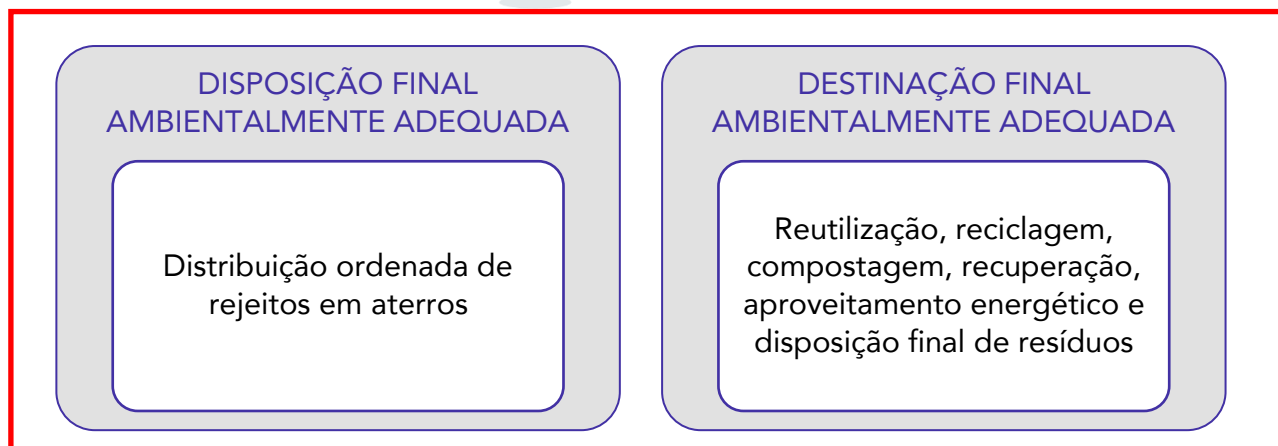 DISPOSIÇÃO FINAL
AMBIENTALMENTE ADEQUADA
Distribuição ordenada de
rejeitos em aterros
DESTINAÇÃO FINAL
AMBIENTALMENTE ADEQUADA
Reutilização, reciclagem,
compostagem, recuperação,
aproveitamento energético e
disposição final de resíduos